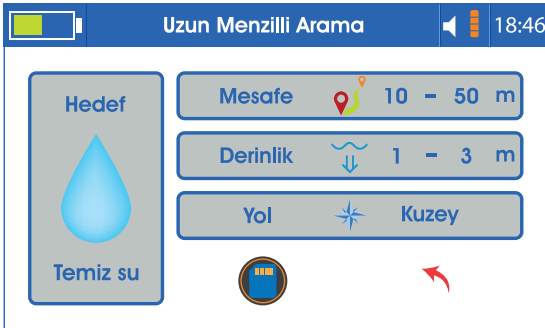 Uzun Menzilli Arama
18:46
Hedef
Temiz su
Mesafe 10 - 50 m
Derinlik 1 - 3 m
Yol Kuzey